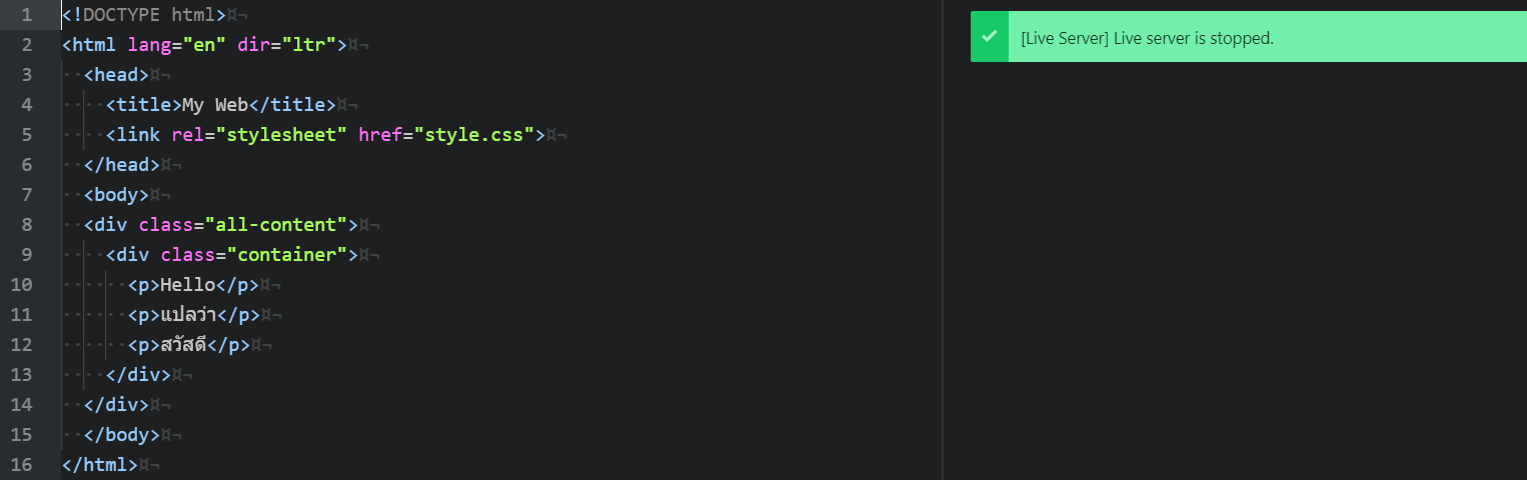 1 <!DOCTYPE html>¤¬
2 <html lang="en" dir="ltr">¤¬
3 ··<head>¤¬
4 ····<title>My Web</title>¤¬
5 ····<link rel="stylesheet" href="style.css">¤¬
6 ··</head>¤¬
7 ··<body>¤¬
8 ··<div class="all-content">¤¬
9 ····<div class="container">¤¬
10 ······<p>Hello</p>¤¬
11 ······<p>แปลว่า</p>¤¬
12 ······<p>สวัสดี</p>¤¬
13 ····</div>¤¬
14 ··</div>¤¬
15 ··</body>¤¬
16 </html>¤¬
[Live Server] Live server is stopped.